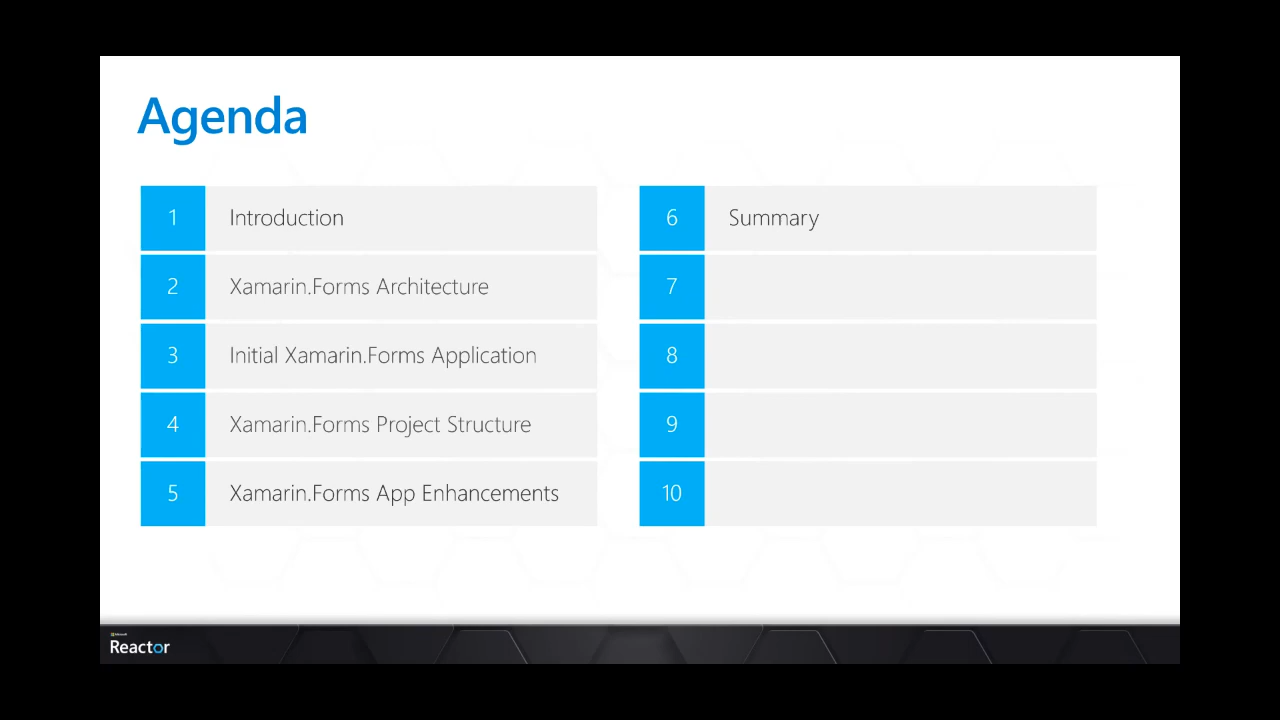 Agenda
1 Introduction
2 Xamarin.Forms Architecture
3 Initial Xamarin.Forms Application
4 Xamarin.Forms Project Structure
5 Xamarin.Forms App Enhancements
6 Summary
7
8
9
10
Microsoft
Reactor